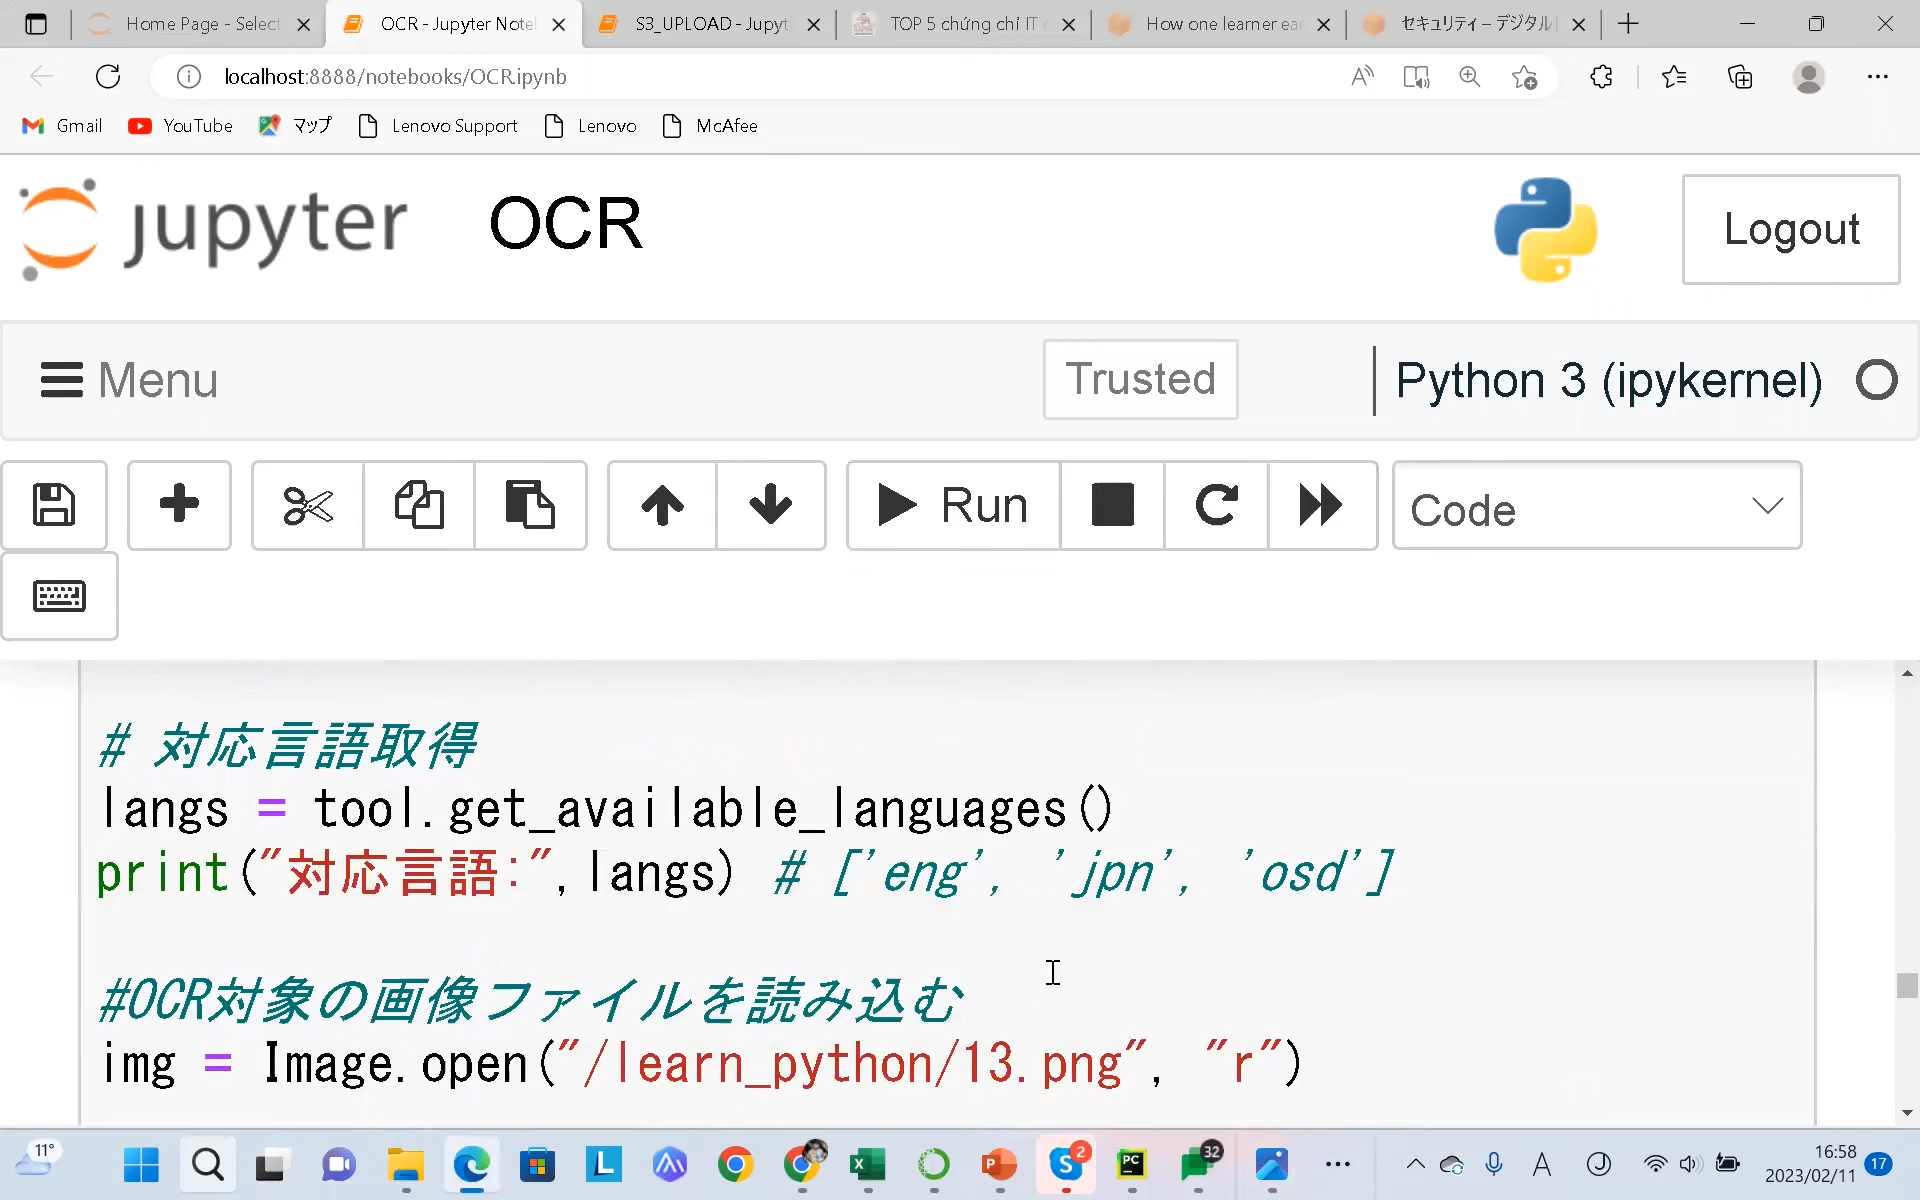 Home Page - Select
OCR - Jupyter Note
S3_UPLOAD - Jupyt
TOP 5 chứng chỉ IT
How one learner ear
セキュリティ – デジタル
localhost:8888/notebooks/OCR.ipynb
Gmail
YouTube
マップ
Lenovo Support
Lenovo
McAfee
jupyter
OCR
Logout
Menu
Trusted
Python 3 (ipykernel)
Run
Code
# 対応言語取得
langs = tool.get_available_languages()
print("対応言語:",langs) # ['eng', 'jpn', 'osd']
#OCR対象の画像ファイルを読み込む
img = Image.open("/learn_python/13.png", "r")
11°
L
X
P
S
2
PC
32
A
J
16:58
2023/02/11
17